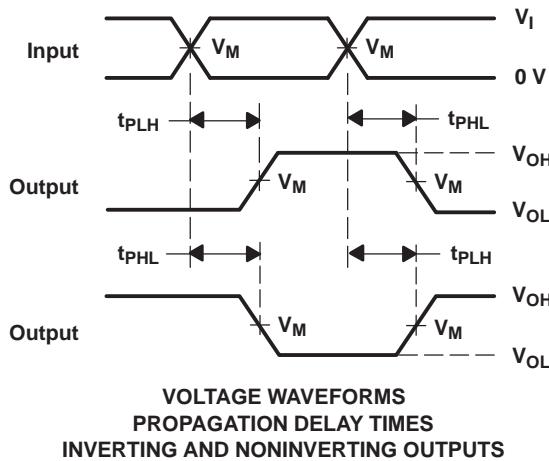 V_I
Input
V_M
V_M
0 V
t_PLH
t_PHL
V_OH
Output
V_M
V_M
V_OL
t_PHL
t_PLH
V_OH
Output
V_M
V_M
V_OL
VOLTAGE WAVEFORMS
PROPAGATION DELAY TIMES
INVERTING AND NONINVERTING OUTPUTS